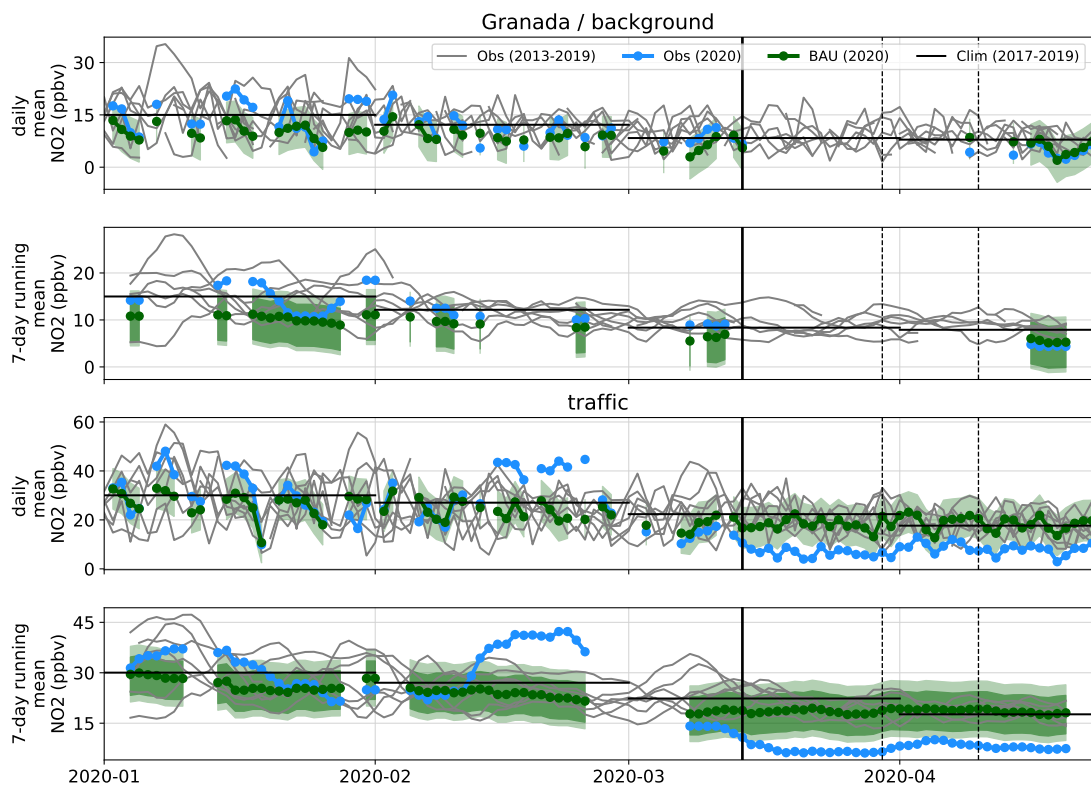 Granada / background
Obs (2013-2019)
Obs (2020)
BAU (2020)
Clim (2017-2019)
daily
mean
NO2 (ppbv)
30
15
0
7-day running
mean
NO2 (ppbv)
20
10
0
traffic
daily
mean
NO2 (ppbv)
60
40
20
0
7-day running
mean
NO2 (ppbv)
45
30
15
2020-01
2020-02
2020-03
2020-04